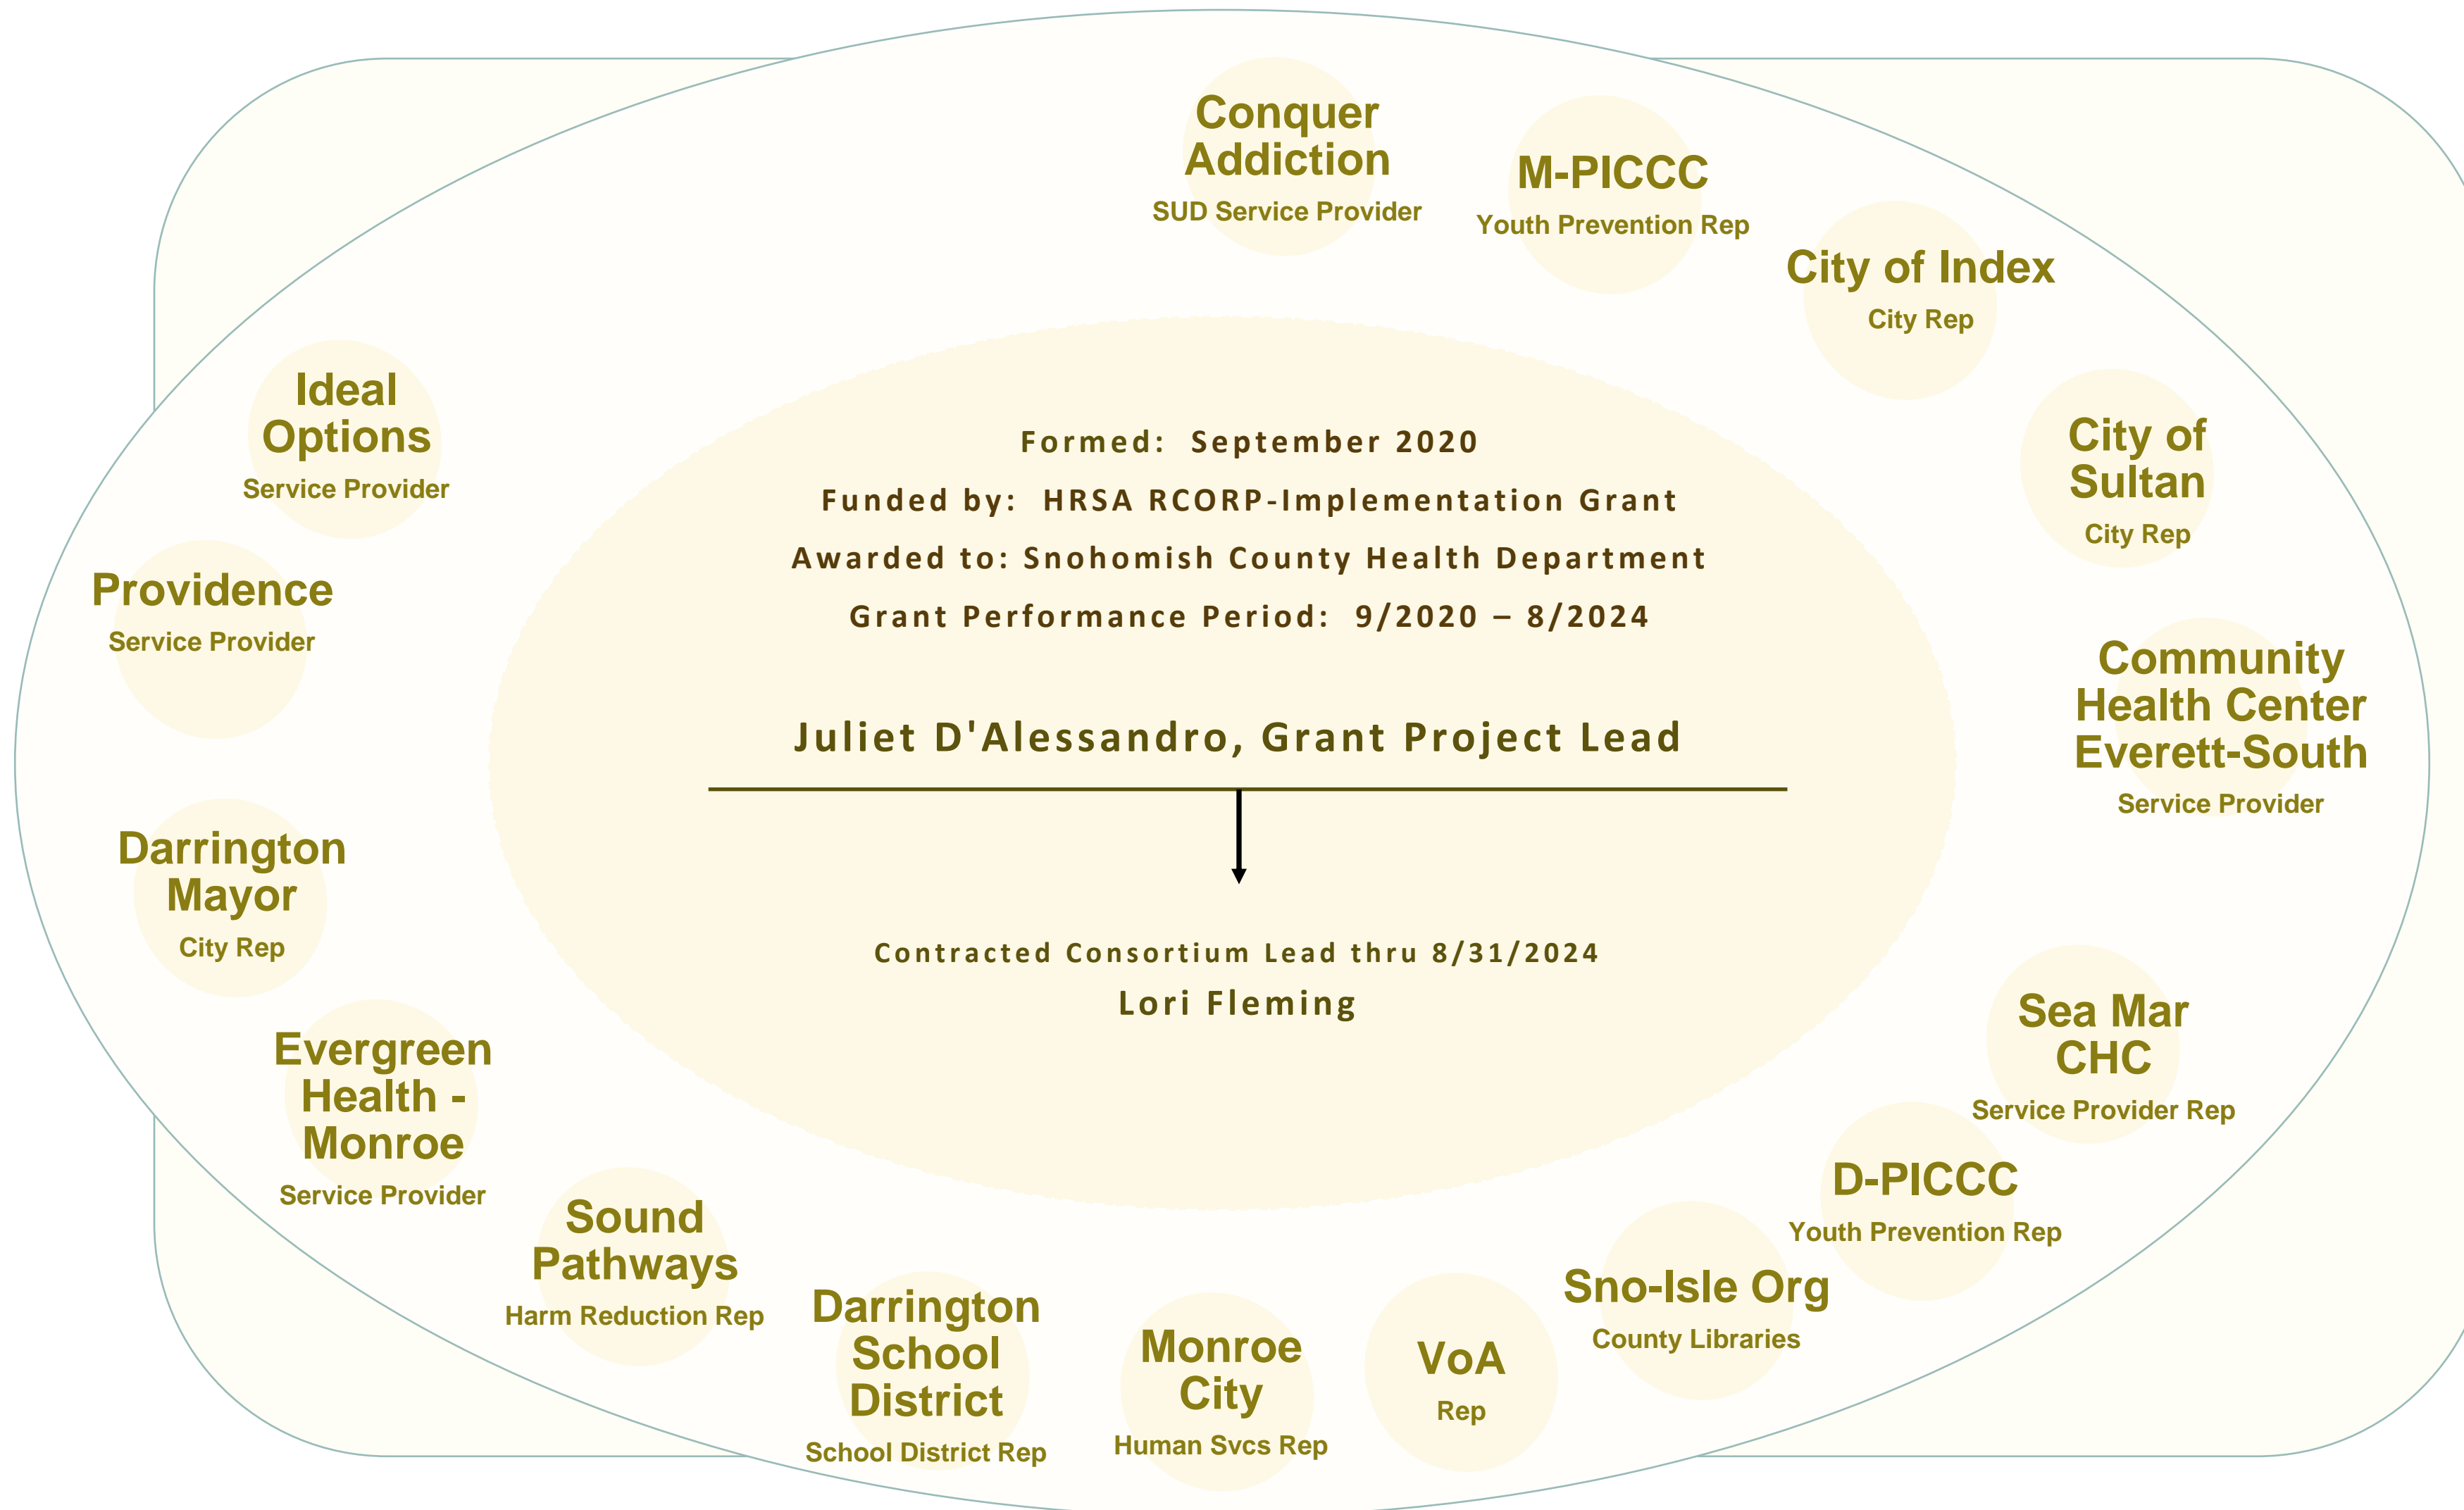 Conquer
Addiction
SUD Service Provider
M-PICCC
Youth Prevention Rep
City of Index
City Rep
City of
Sultan
City Rep
Community
Health Center
Everett-South
Service Provider
Sea Mar
CHC
Service Provider Rep
D-PICCC
Youth Prevention Rep
Sno-Isle Org
County Libraries
VoA
Rep
Monroe
City
Human Svcs Rep
Darrington
School
District
School District Rep
Sound
Pathways
Harm Reduction Rep
Evergreen
Health -
Monroe
Service Provider
Darrington
Mayor
City Rep
Providence
Service Provider
Ideal
Options
Service Provider
Formed: September 2020
Funded by: HRSA RCORP-Implementation Grant
Awarded to: Snohomish County Health Department
Grant Performance Period: 9/2020 – 8/2024
Juliet D'Alessandro, Grant Project Lead
Contracted Consortium Lead thru 8/31/2024
Lori Fleming